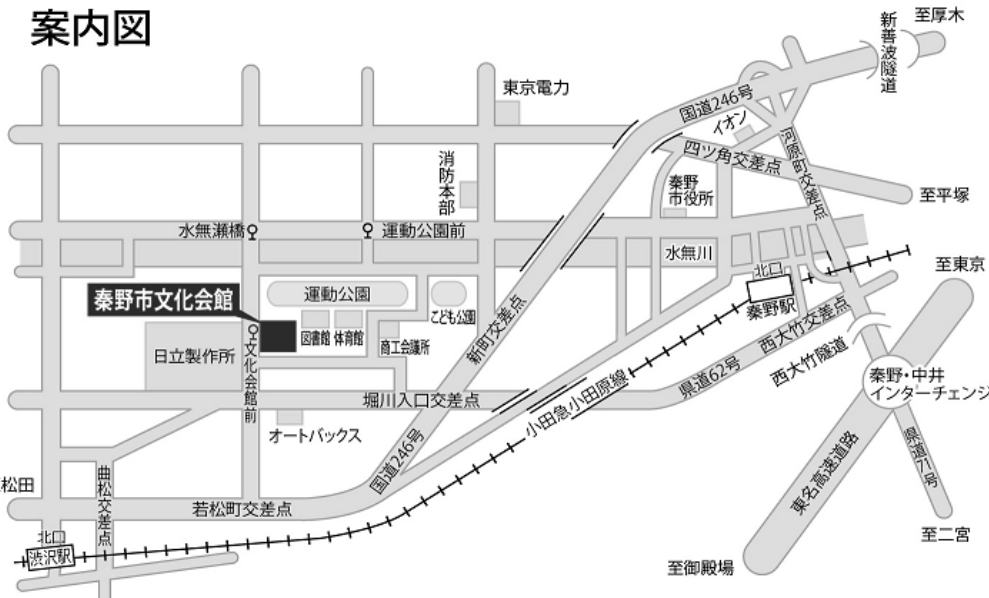 案内図
至厚木
新善波隧道
東京電力
国道246号
イオン
四ツ角交差点
河原町交差点
消防本部
秦野
市役所
至平塚
水無瀬橋
運動公園前
水無川
北口
秦野駅
至東京
秦野市文化会館
運動公園
こども公園
図書館
体育館
商工会議所
新町交差点
西大竹交差点
西大竹隧道
日立製作所
文化会館前
県道62号
小田急小田原線
秦野・中井
インターチェンジ
堀川入口交差点
オートバックス
国道246号
県道71号
東名高速道路
松田
曲松交差点
若松町交差点
北口
渋沢駅
至二宮
至御殿場